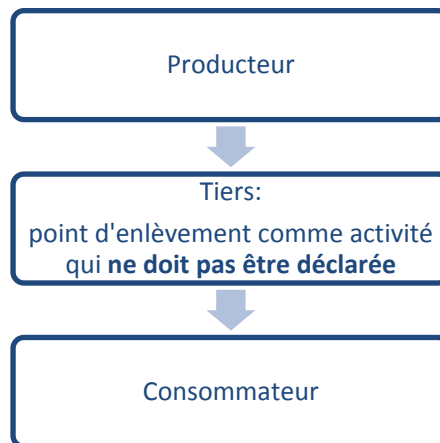 Producteur
Tiers:
point d'enlèvement comme activité
qui ne doit pas être déclarée
Consommateur